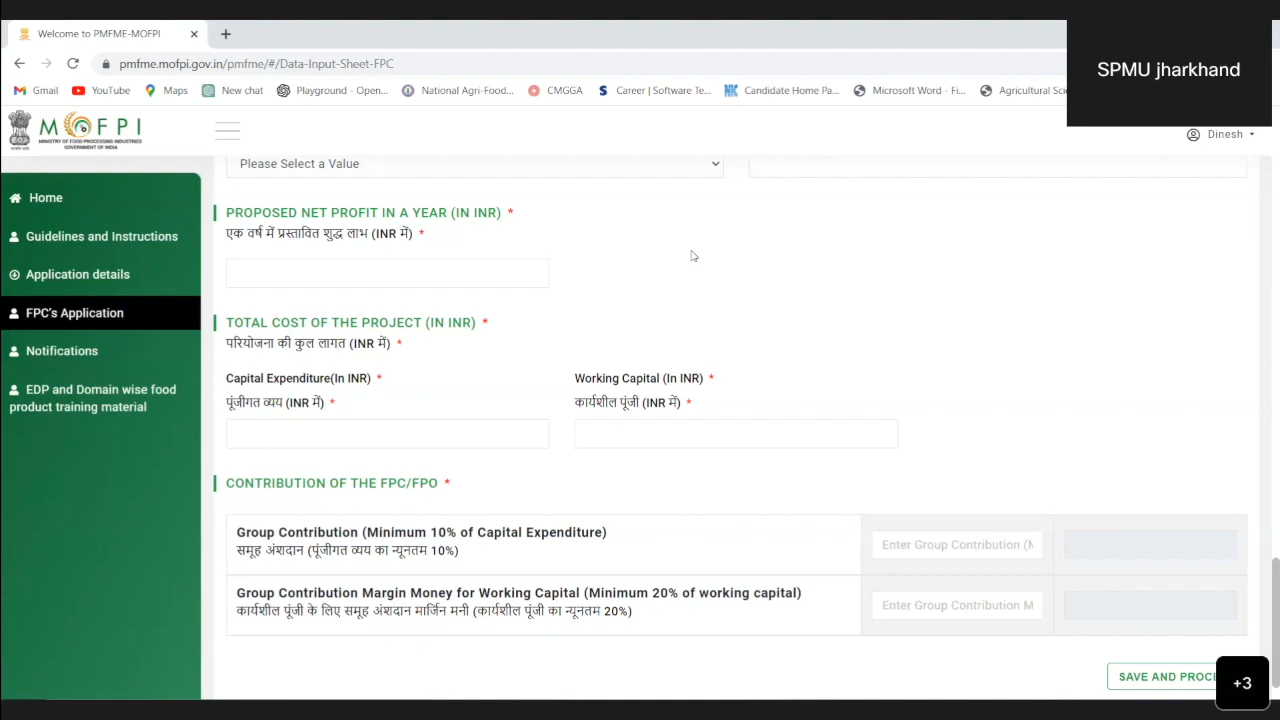 Welcome to PMFME-MOFPI
pmfme.mofpi.gov.in/pmfme/#/Data-Input-Sheet-FPC
SPMU jharkhand
Gmail YouTube Maps New chat Playground - Open... National Agri-Food... CMGGA Career | Software Te... Candidate Home Pa... Microsoft Word - Fi... Agricultural Sci
MOFPI
MINISTRY OF FOOD PROCESSING INDUSTRIES
GOVERNMENT OF INDIA
Dinesh
Home
Guidelines and Instructions
Application details
FPC's Application
Notifications
EDP and Domain wise food
product training material
Please Select a Value
PROPOSED NET PROFIT IN A YEAR (IN INR) *
एक वर्ष में प्रस्तावित शुद्ध लाभ (INR में) *
TOTAL COST OF THE PROJECT (IN INR) *
परियोजना की कुल लागत (INR में) *
Capital Expenditure(In INR) * Working Capital (In INR) *
पूंजीगत व्यय (INR में) * कार्यशील पूंजी (INR में) *
CONTRIBUTION OF THE FPC/FPO *
Group Contribution (Minimum 10% of Capital Expenditure)
समूह अंशदान (पूंजीगत व्यय का न्यूनतम 10%)
Enter Group Contribution (M
Group Contribution Margin Money for Working Capital (Minimum 20% of working capital)
कार्यशील पूंजी के लिए समूह अंशदान मार्जिन मनी (कार्यशील पूंजी का न्यूनतम 20%)
Enter Group Contribution M
SAVE AND PROCE
+3